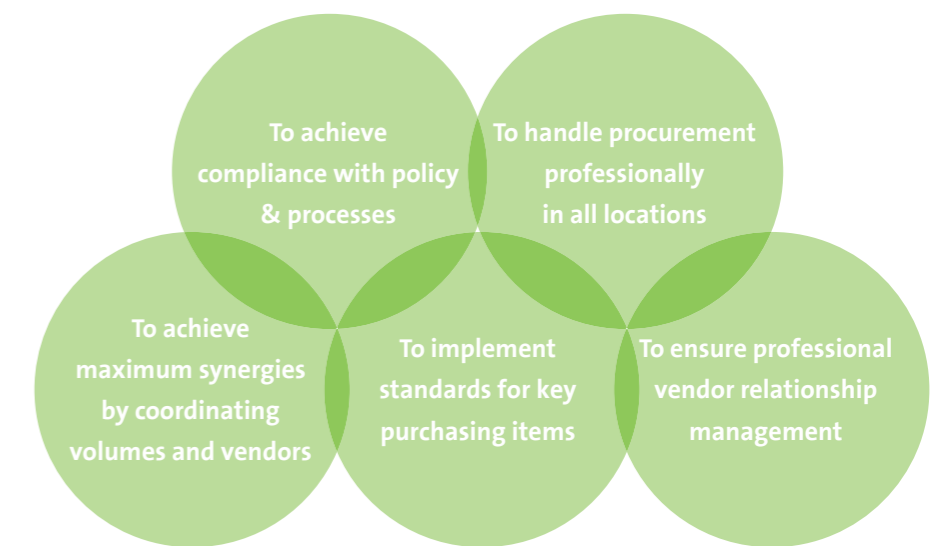 To achieve
compliance with policy
& processes
To handle procurement
professionally
in all locations
To achieve
maximum synergies
by coordinating
volumes and vendors
To implement
standards for key
purchasing items
To ensure professional
vendor relationship
management